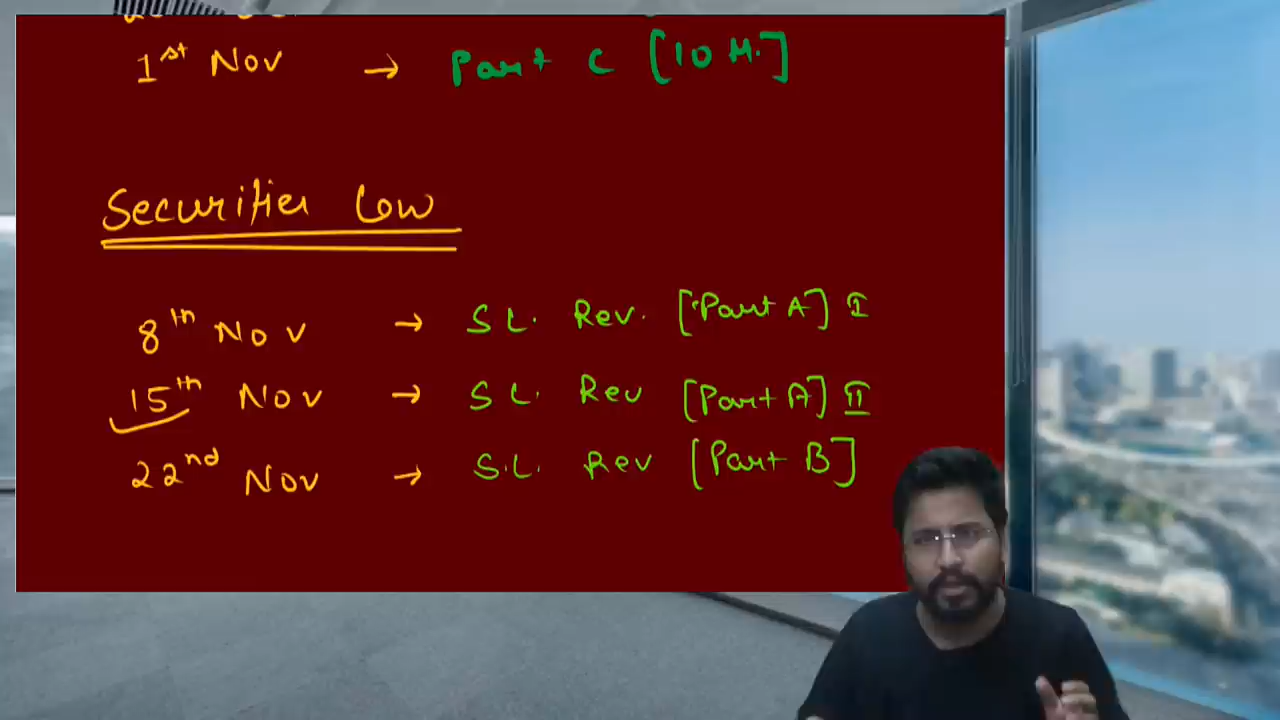 1st Nov → Part C [10 M.]
Securities Law
8th Nov → S L. Rev. [Part A] I
15th Nov → S L. Rev [Part A] II
22nd Nov → S.L. Rev [Part B]